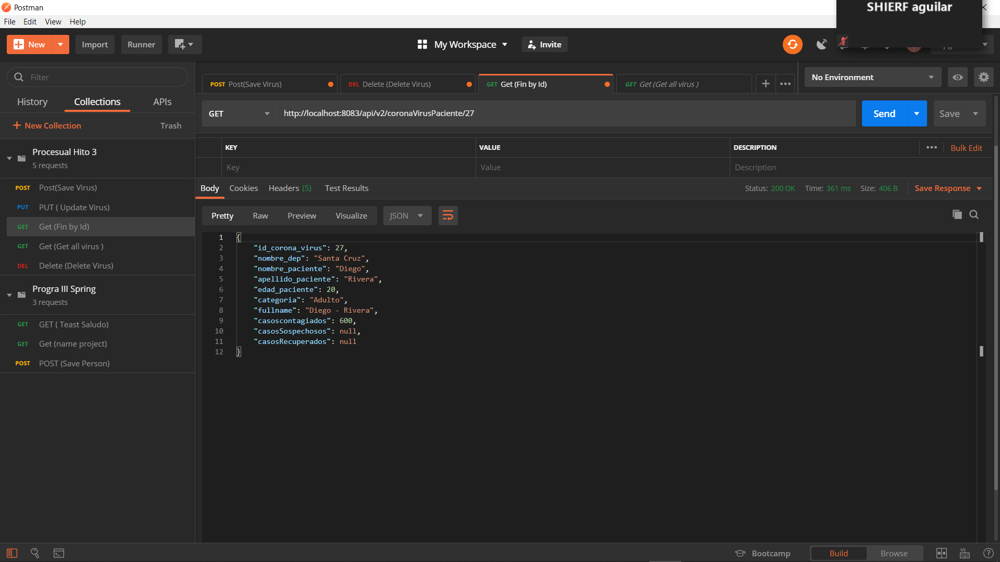 Postman
SHIERF aguilar
File Edit View Help
New Import Runner My Workspace Invite
Filter
POST Post(Save Virus) DEL Delete (Delete Virus) GET Get (Fin by Id) GET Get (Get all virus ) No Environment
History Collections APIs
GET http://localhost:8083/api/v2/coronaVirusPaciente/27 Send Save
New Collection Trash
KEY VALUE DESCRIPTION Bulk Edit
Key Value Description
Procesual Hito 3
5 requests
POST Post(Save Virus)
PUT PUT ( Update Virus)
GET Get (Fin by Id)
GET Get (Get all virus )
DEL Delete (Delete Virus)
Progra III Spring
3 requests
GET GET ( Teast Saludo)
GET Get (name project)
POST POST (Save Person)
Body Cookies Headers (5) Test Results Status: 200 OK Time: 361 ms Size: 406 B Save Response
Pretty Raw Preview Visualize JSON
1 {
2 "id_corona_virus": 27,
3 "nombre_dep": "Santa Cruz",
4 "nombre_paciente": "Diego",
5 "apellido_paciente": "Rivera",
6 "edad_paciente": 20,
7 "categoria": "Adulto",
8 "fullname": "Diego - Rivera",
9 "casoscontagiados": 600,
10 "casosSospechosos": null,
11 "casosRecuperados": null
12 }
Bootcamp Build Browse